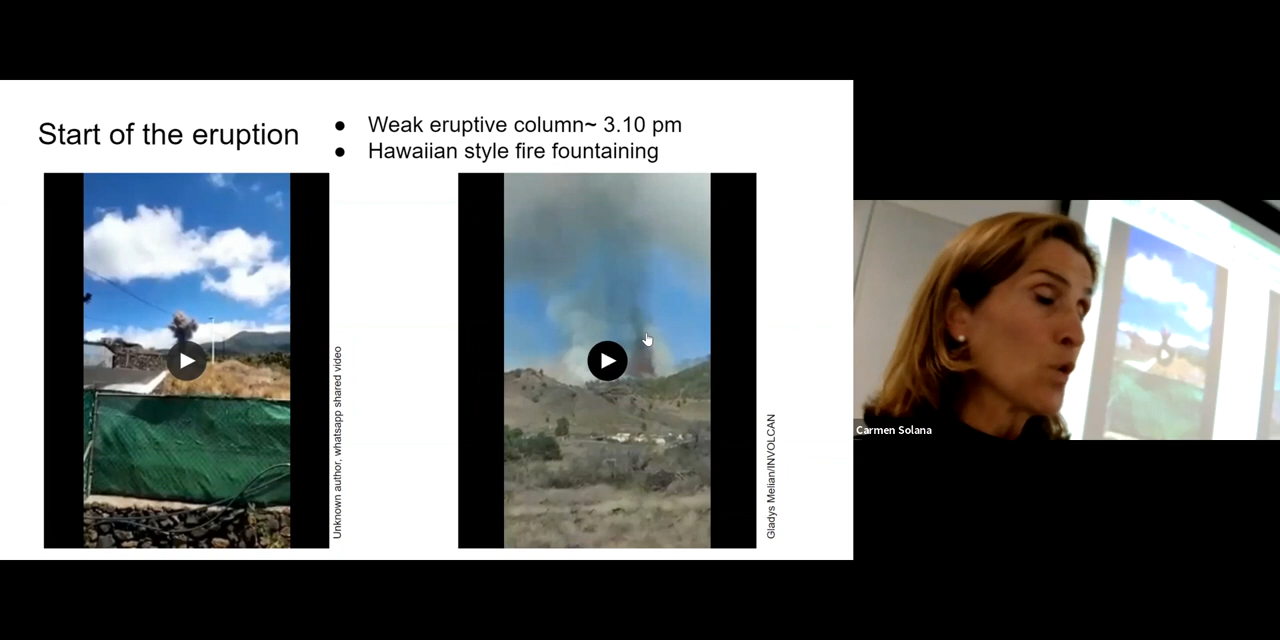 Start of the eruption
● Weak eruptive column~ 3.10 pm
● Hawaiian style fire fountaining
Unknown author, whatsapp shared video
Gladys Melian/INVOLCAN
Carmen Solana